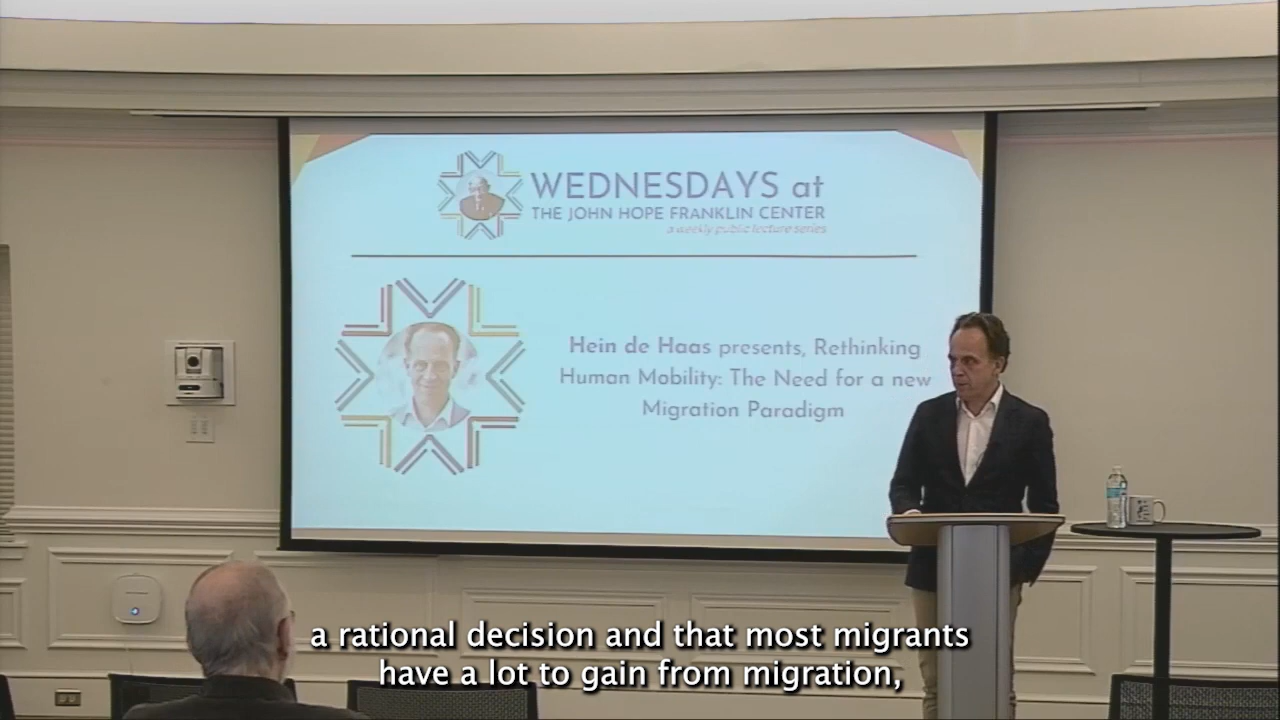 WEDNESDAYS at
THE JOHN HOPE FRANKLIN CENTER
a weekly public lecture series
Hein de Haas presents, Rethinking
Human Mobility: The Need for a new
Migration Paradigm
a rational decision and that most migrants
have a lot to gain from migration,